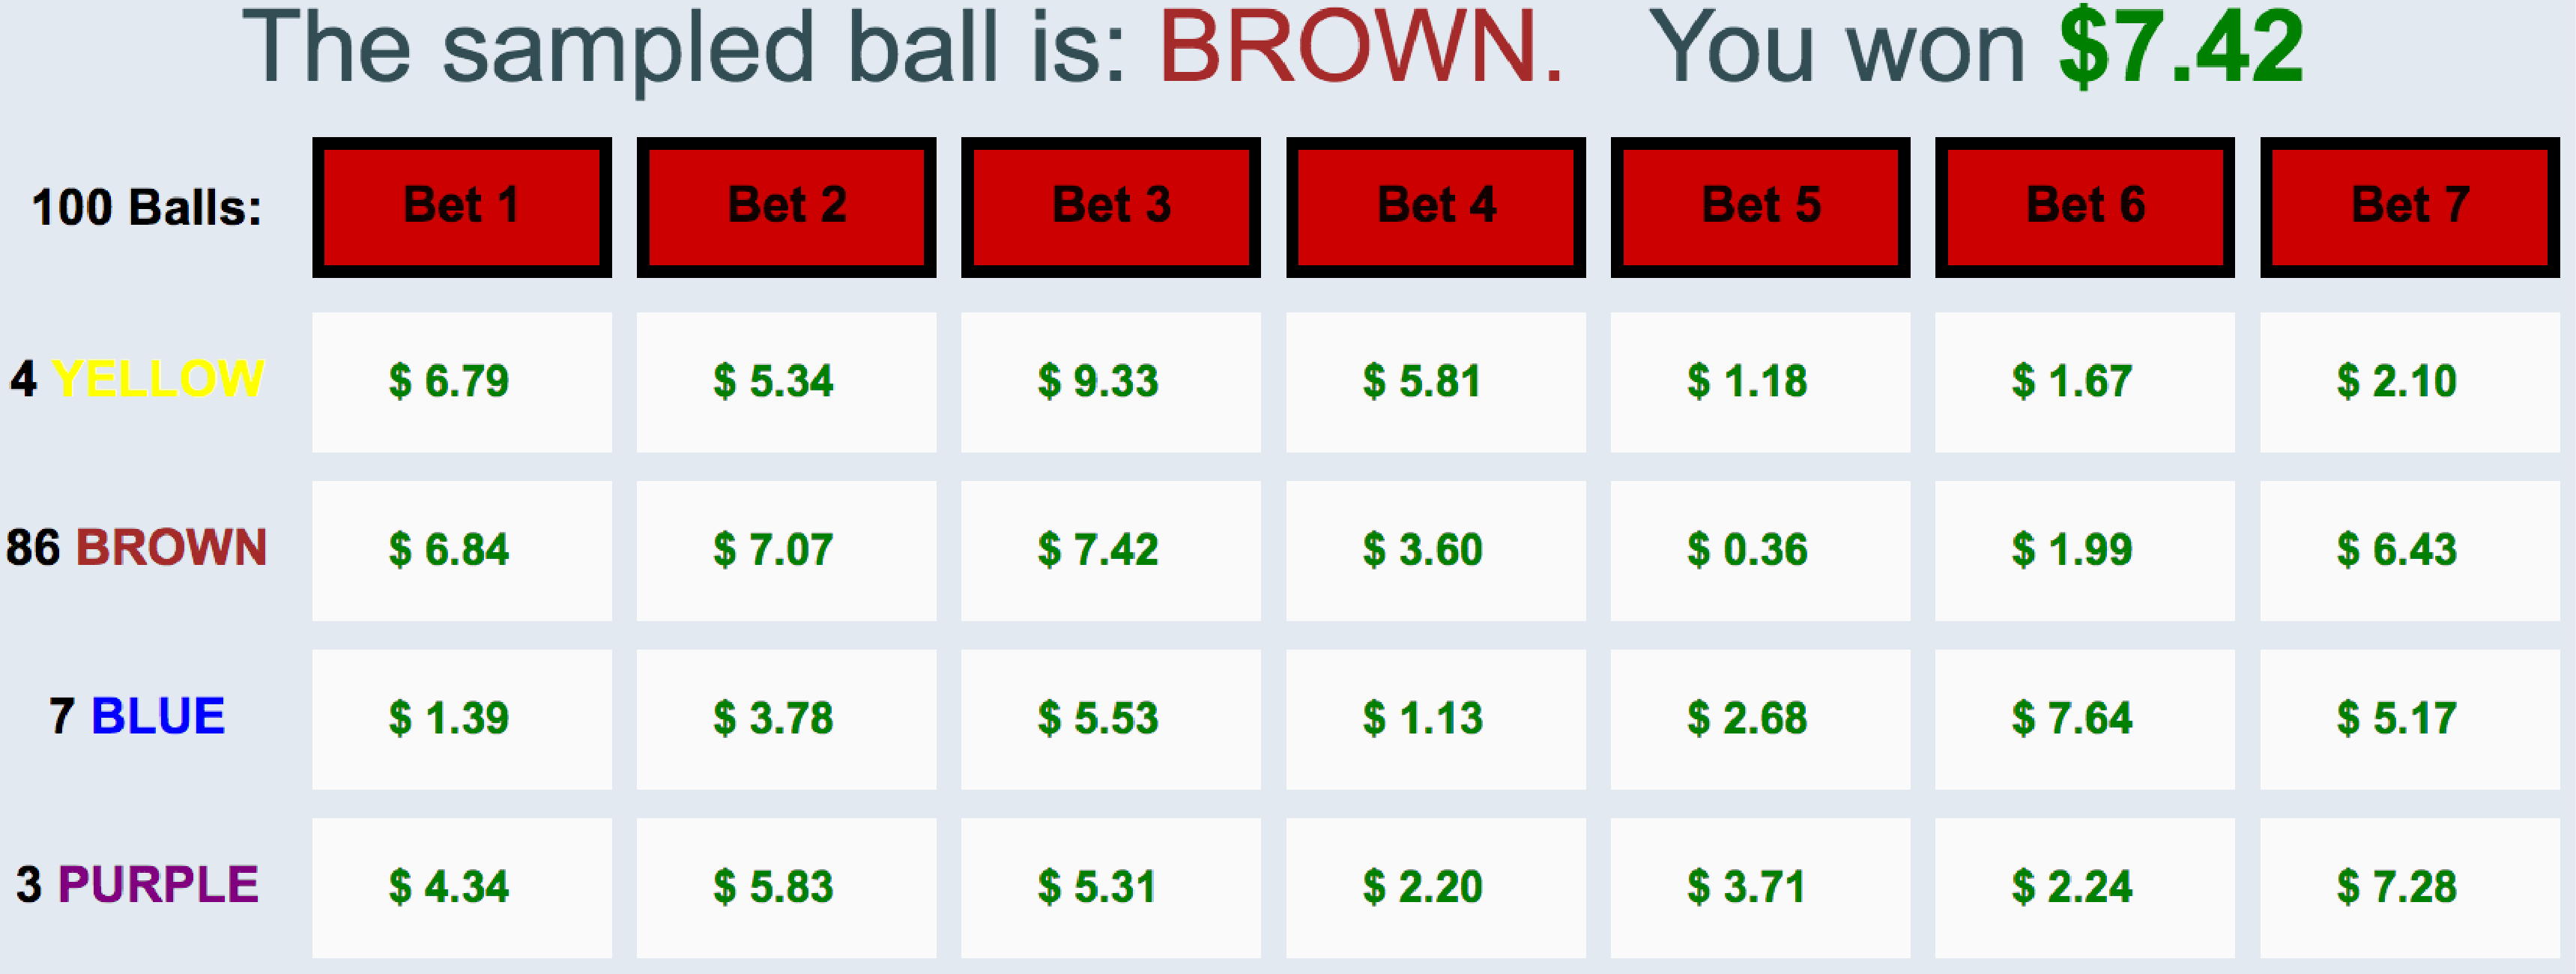 The sampled ball is: BROWN. You won $7.42
100 Balls: Bet 1 Bet 2 Bet 3 Bet 4 Bet 5 Bet 6 Bet 7
4 YELLOW $ 6.79 $ 5.34 $ 9.33 $ 5.81 $ 1.18 $ 1.67 $ 2.10
86 BROWN $ 6.84 $ 7.07 $ 7.42 $ 3.60 $ 0.36 $ 1.99 $ 6.43
7 BLUE $ 1.39 $ 3.78 $ 5.53 $ 1.13 $ 2.68 $ 7.64 $ 5.17
3 PURPLE $ 4.34 $ 5.83 $ 5.31 $ 2.20 $ 3.71 $ 2.24 $ 7.28